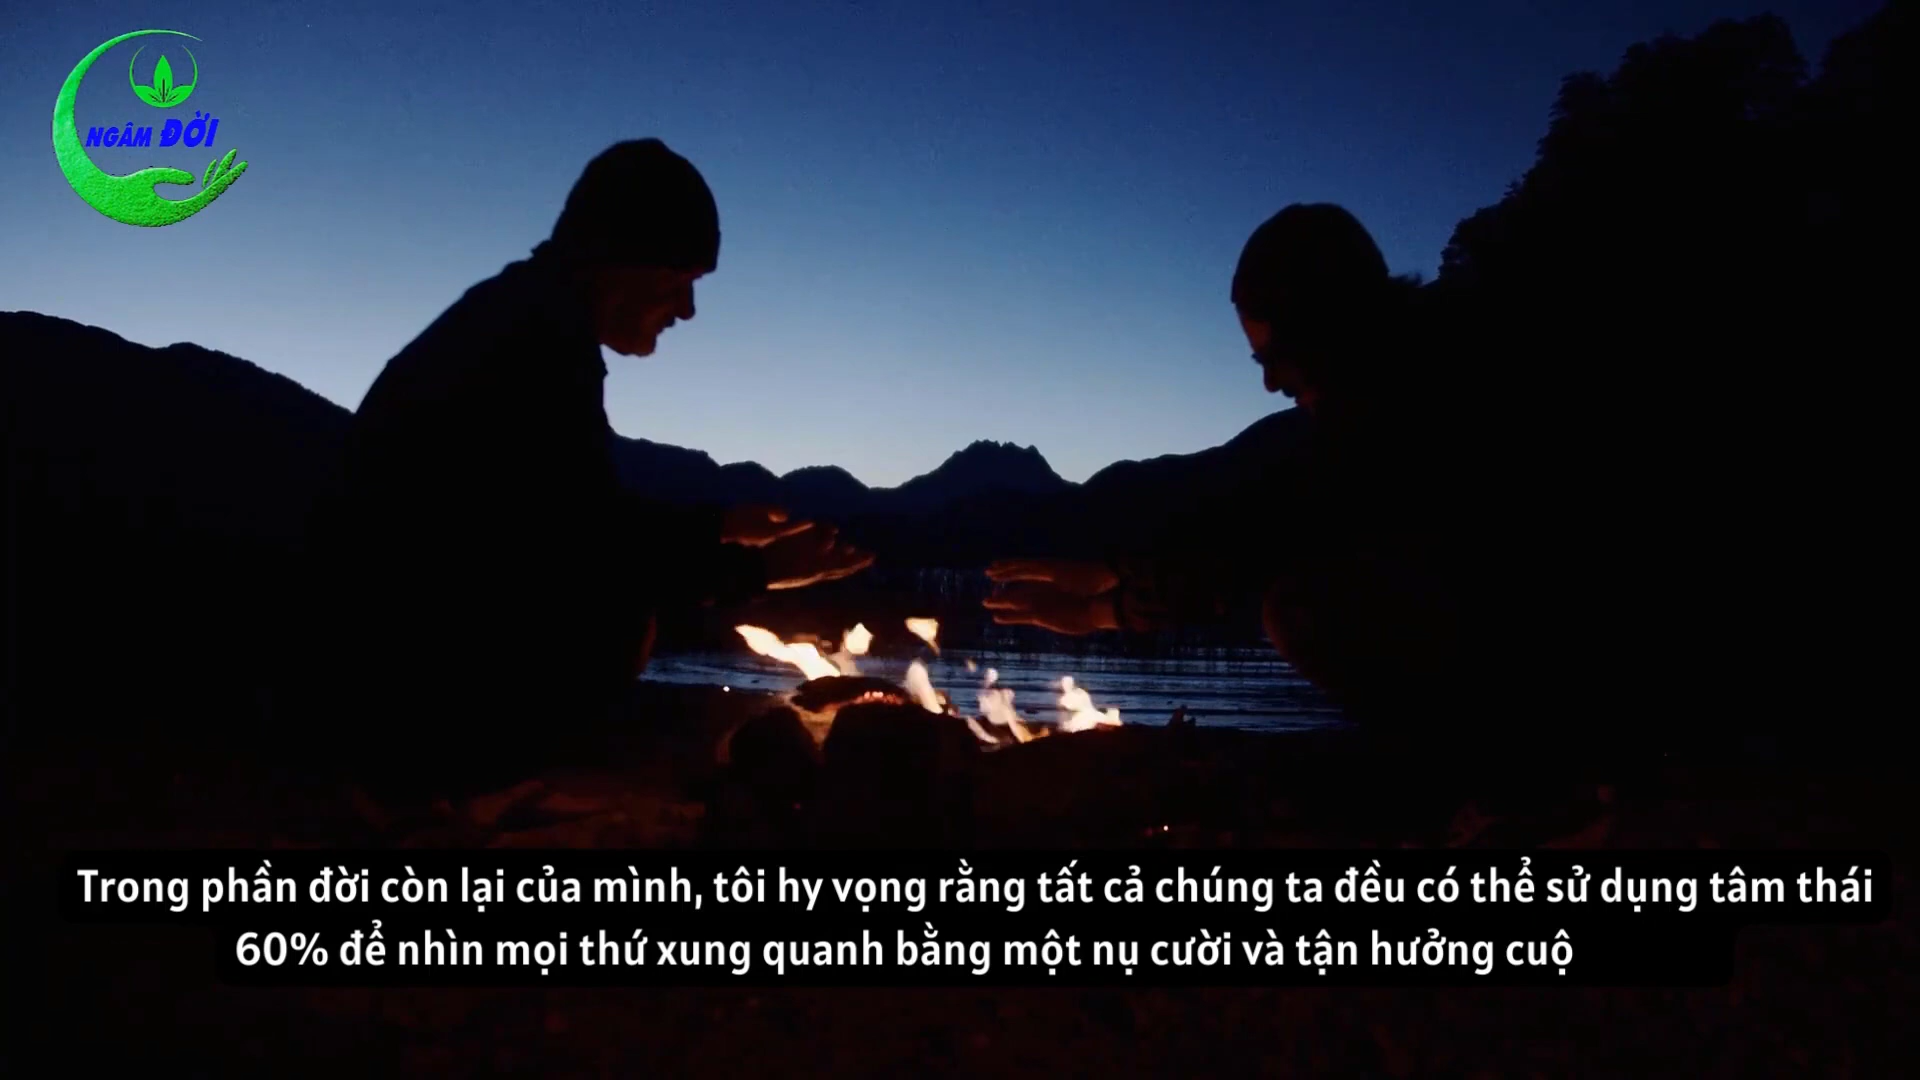 NGÂM ĐỜI
Trong phần đời còn lại của mình, tôi hy vọng rằng tất cả chúng ta đều có thể sử dụng tâm thái
60% để nhìn mọi thứ xung quanh bằng một nụ cười và tận hưởng cuộ